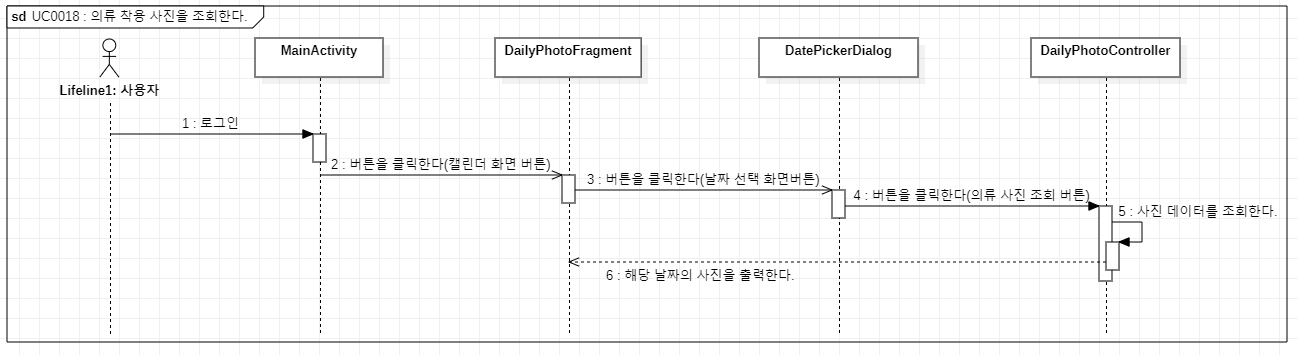 sd UC0018 : 의류 착용 사진을 조회한다.
MainActivity
DailyPhotoFragment
DatePickerDialog
DailyPhotoController
Lifeline1: 사용자
1 : 로그인
2 : 버튼을 클릭한다(캘린더 화면 버튼)
3 : 버튼을 클릭한다(날짜 선택 화면버튼)
4 : 버튼을 클릭한다(의류 사진 조회 버튼)
5 : 사진 데이터를 조회한다.
6 : 해당 날짜의 사진을 출력한다.